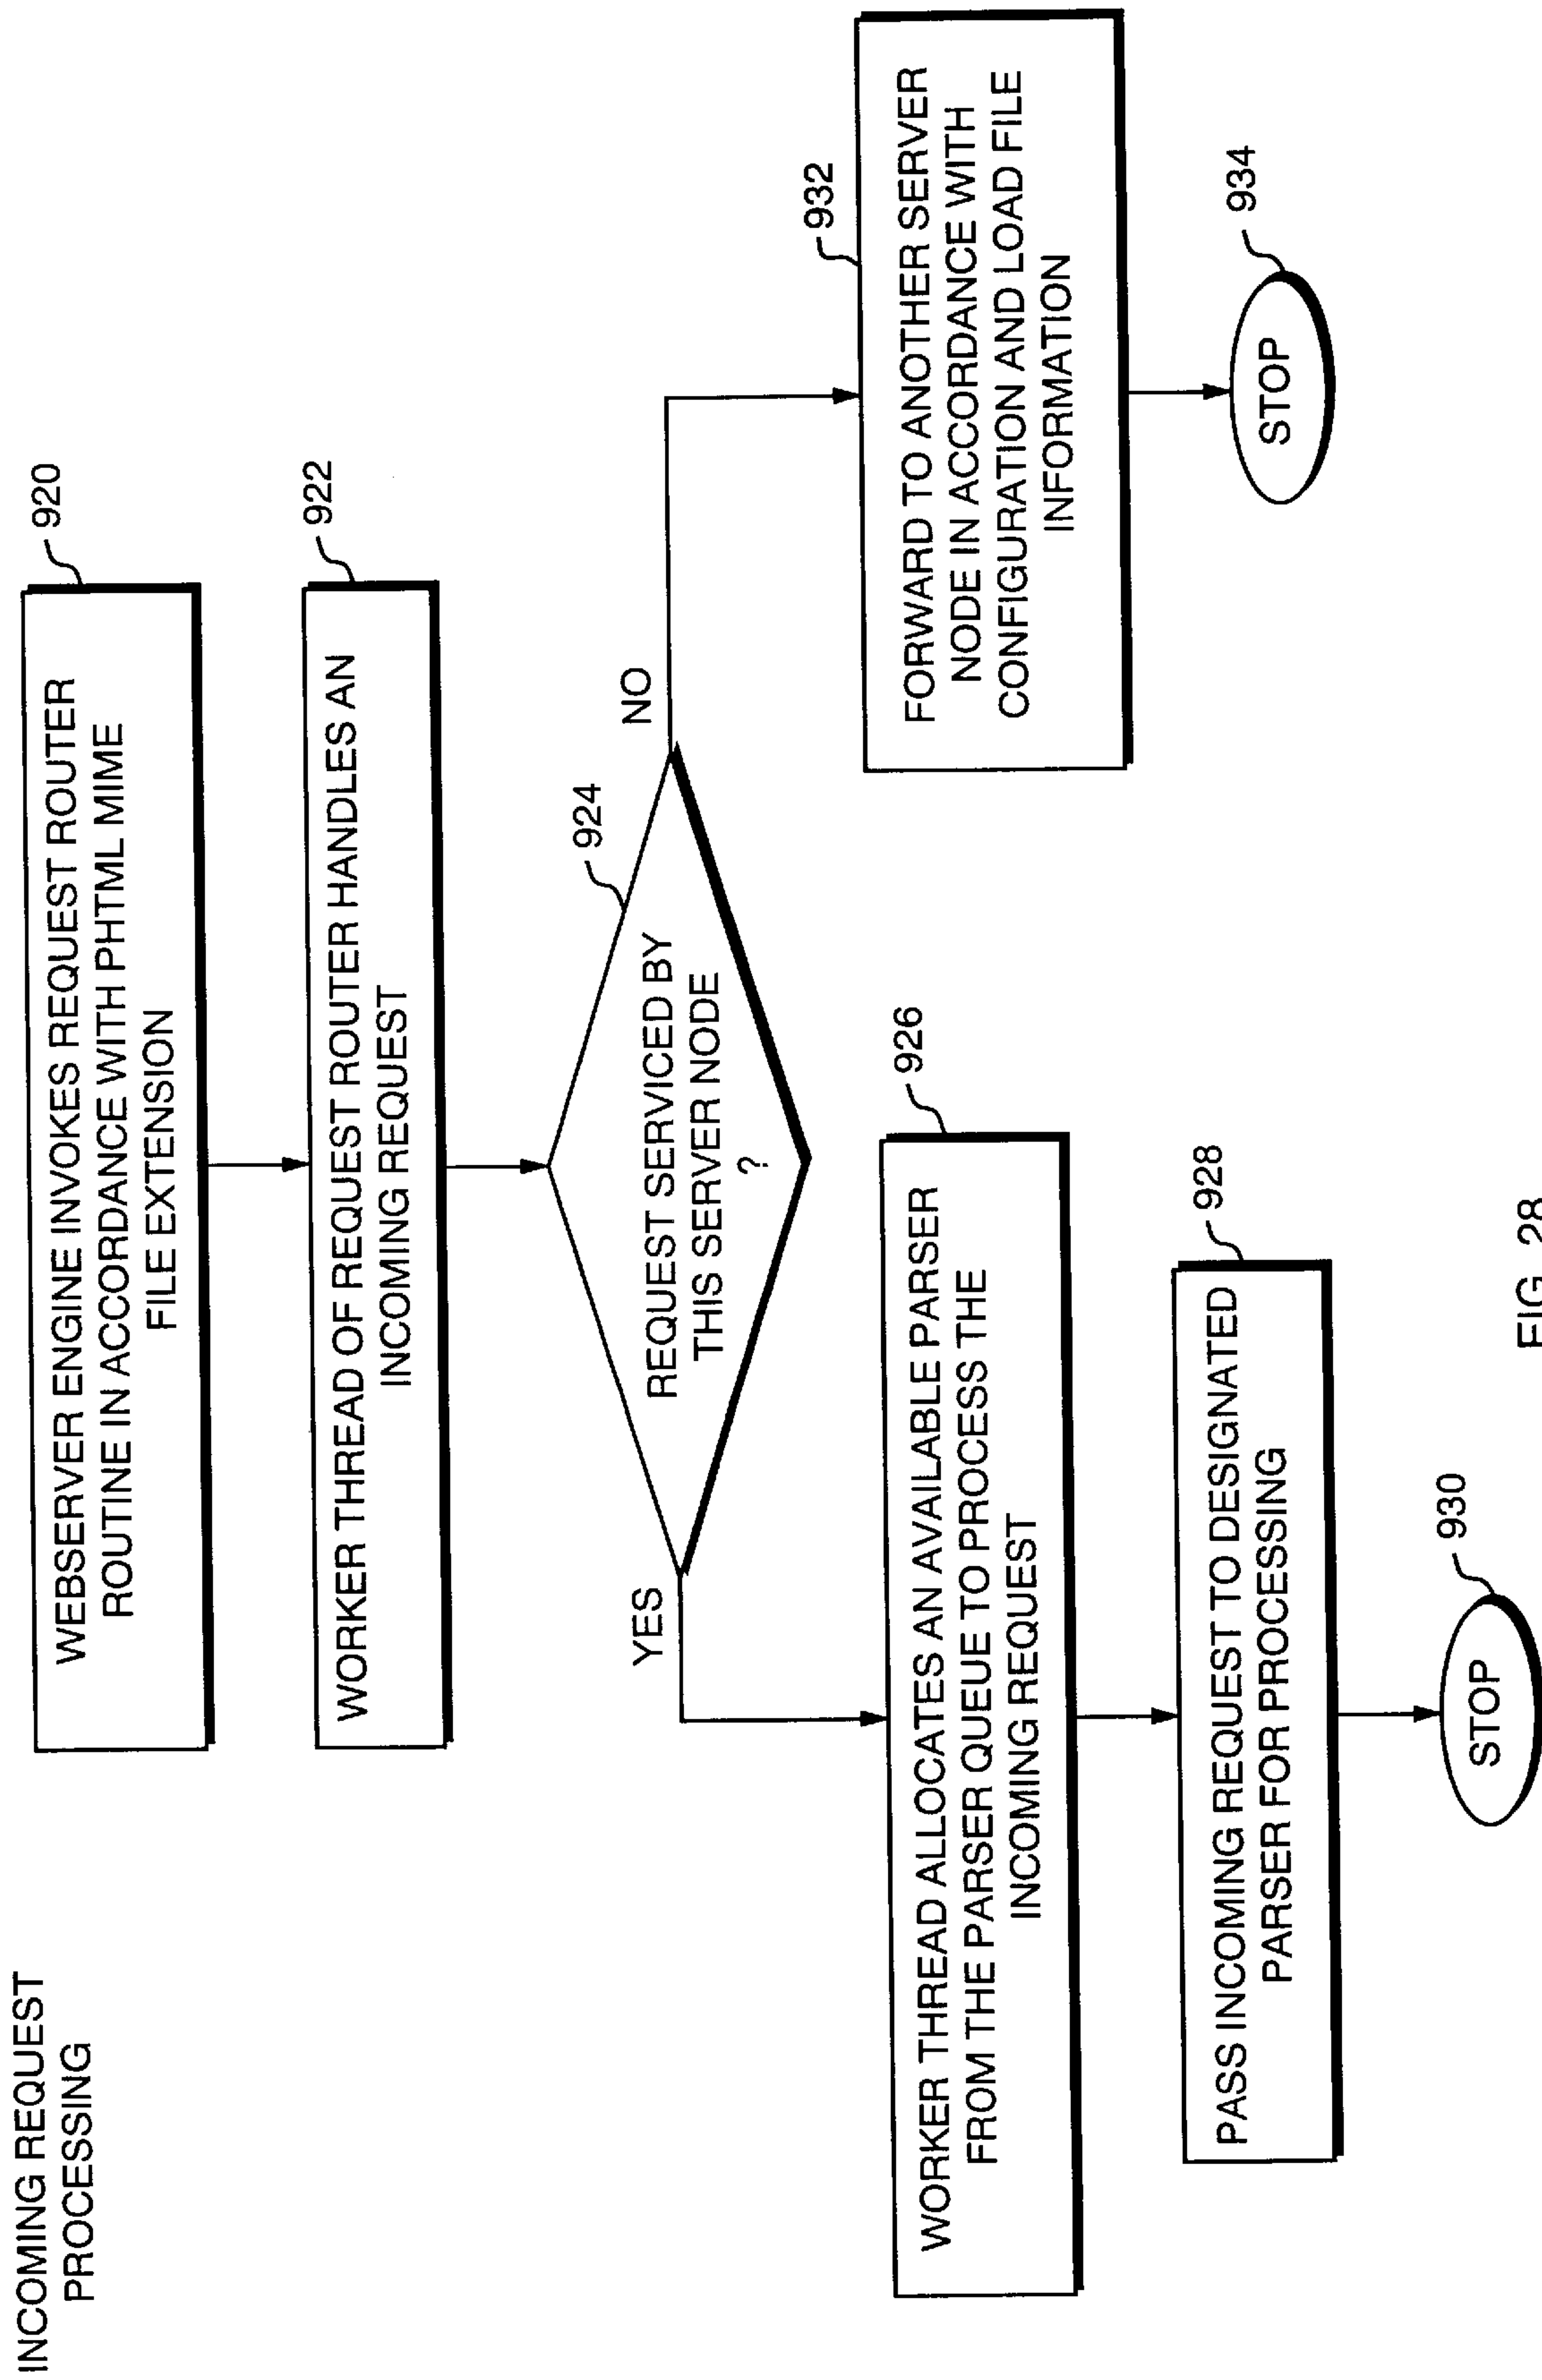 INCOMING REQUEST
PROCESSING
920
WEBSERVER ENGINE INVOKES REQUEST ROUTER
ROUTINE IN ACCORDANCE WITH PHTML MIME
FILE EXTENSION
922
WORKER THREAD OF REQUEST ROUTER HANDLES AN
INCOMING REQUEST
924
REQUEST SERVICED BY
THIS SERVER NODE
?
YES
NO
926
WORKER THREAD ALLOCATES AN AVAILABLE PARSER
FROM THE PARSER QUEUE TO PROCESS THE
INCOMING REQUEST
928
PASS INCOMING REQUEST TO DESIGNATED
PARSER FOR PROCESSING
930
STOP
932
FORWARD TO ANOTHER SERVER
NODE IN ACCORDANCE WITH
CONFIGURATION AND LOAD FILE
INFORMATION
934
STOP
FIG. 28